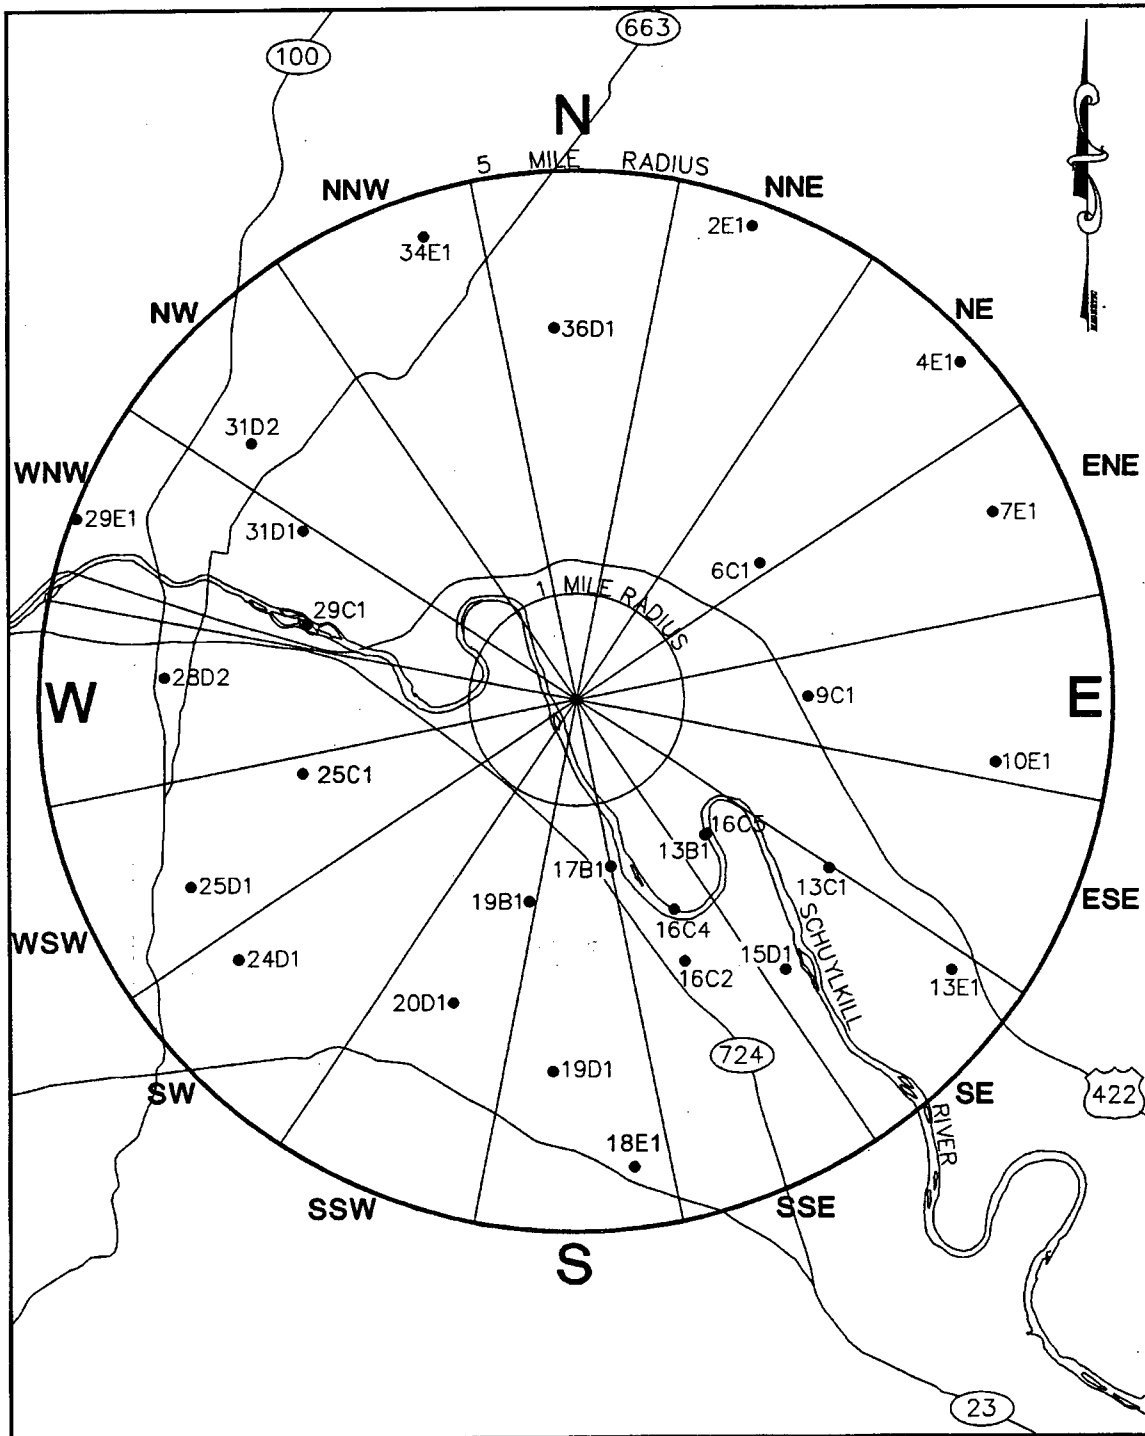 663
100
N
5 MILE RADIUS
NNW
NNE
2E1
34E1
NW
NE
36D1
4E1
31D2
WNW
ENE
29E1
7E1
31D1
6C1
1 MILE RADIUS
29C1
28D2
W
9C1
E
10E1
25C1
16C5
13B1
17B1
13C1
25D1
19B1
ESE
16C4
WSW
SCHUYLKILL
24D1
15D1
16C2
13E1
20D1
724
19D1
SW
SE
422
RIVER
18E1
SSW
SSE
S
23